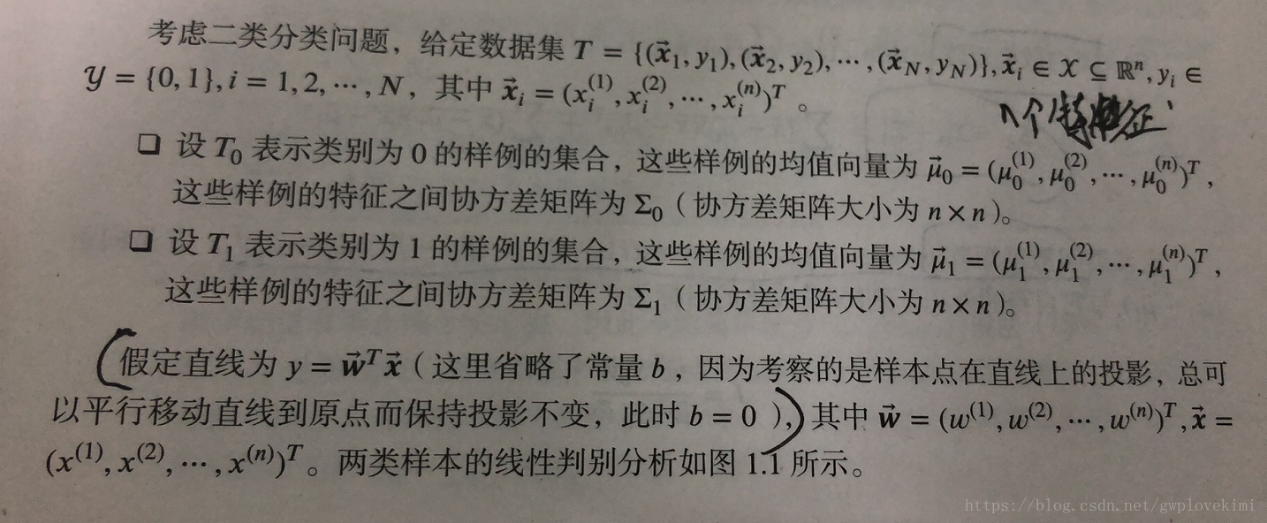 考虑二类分类问题，给定数据集 T = {(x⃗₁, y₁), (x⃗₂, y₂), ⋯, (x⃗_N, y_N)}, x⃗ᵢ ∈ 𝒳 ⊆ ℝⁿ, yᵢ ∈
𝒴 = {0, 1}, i = 1, 2, ⋯, N，其中 x⃗ᵢ = (xᵢ⁽¹⁾, xᵢ⁽²⁾, ⋯, xᵢ⁽ⁿ⁾)ᵀ 。
个特征
❑ 设 T₀ 表示类别为 0 的样例的集合，这些样例的均值向量为 μ⃗₀ = (μ₀⁽¹⁾, μ₀⁽²⁾, ⋯, μ₀⁽ⁿ⁾)ᵀ，
这些样例的特征之间协方差矩阵为 Σ₀（协方差矩阵大小为 n × n）。
❑ 设 T₁ 表示类别为 1 的样例的集合，这些样例的均值向量为 μ⃗₁ = (μ₁⁽¹⁾, μ₁⁽²⁾, ⋯, μ₁⁽ⁿ⁾)ᵀ，
这些样例的特征之间协方差矩阵为 Σ₁（协方差矩阵大小为 n × n）。
假定直线为 y = w⃗ᵀx⃗（这里省略了常量 b，因为考察的是样本点在直线上的投影，总可
以平行移动直线到原点而保持投影不变，此时 b = 0），其中 w⃗ = (w⁽¹⁾, w⁽²⁾, ⋯, w⁽ⁿ⁾)ᵀ, x⃗ =
(x⁽¹⁾, x⁽²⁾, ⋯, x⁽ⁿ⁾)ᵀ。两类样本的线性判别分析如图 1.1 所示。
https://blog.csdn.net/gwplovekimi